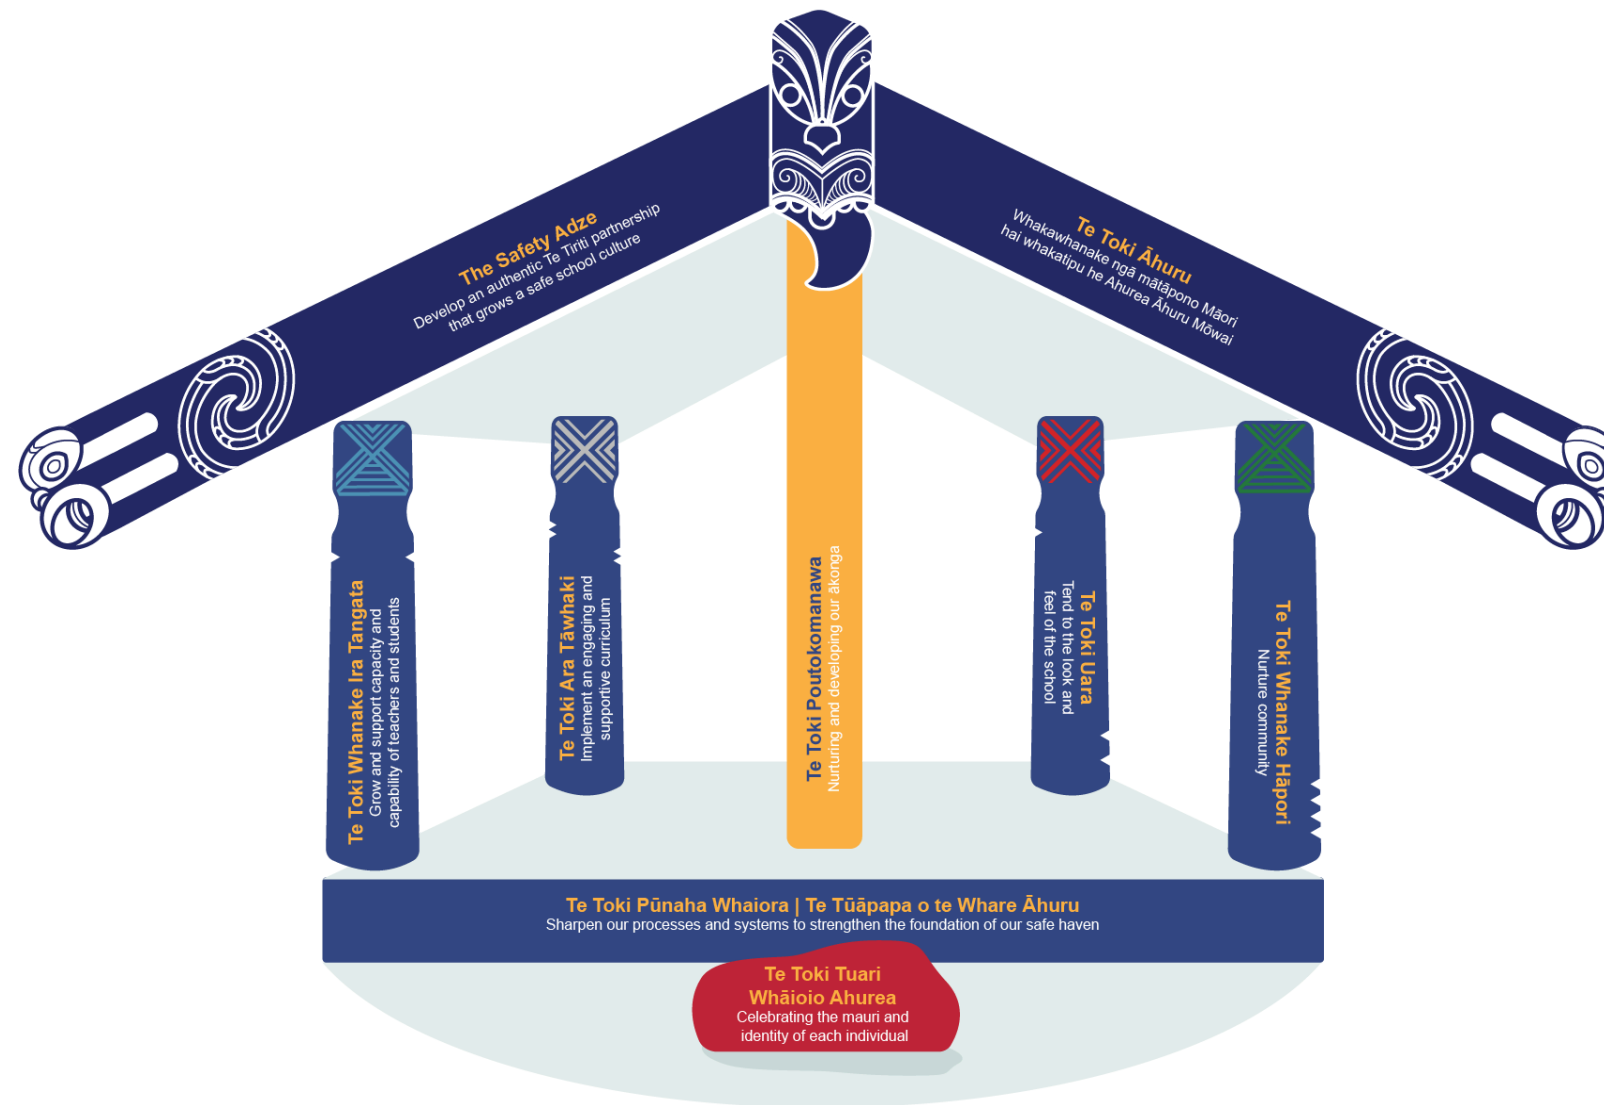 The Safety Adze
Develop an authentic Te Tiriti partnership
that grows a safe school culture
Te Toki Āhuru
Whakawhanake ngā mātāpono Māori
hai whakatipu he Ahurea Āhuru Mōwai
Te Toki Whanake Ira Tangata
Grow and support capacity and
capability of teachers and students
Te Toki Ara Tāwhaki
Implement an engaging and
supportive curriculum
Te Toki Poutokomanawa
Nurturing and developing our ākonga
Te Toki Uara
Tend to the look and
feel of the school
Te Toki Whanake Hāpori
Nurture community
Te Toki Pūnaha Whaiora | Te Tūāpapa o te Whare Āhuru
Sharpen our processes and systems to strengthen the foundation of our safe haven
Te Toki Tuari
Whāioio Ahurea
Celebrating the mauri and
identity of each individual